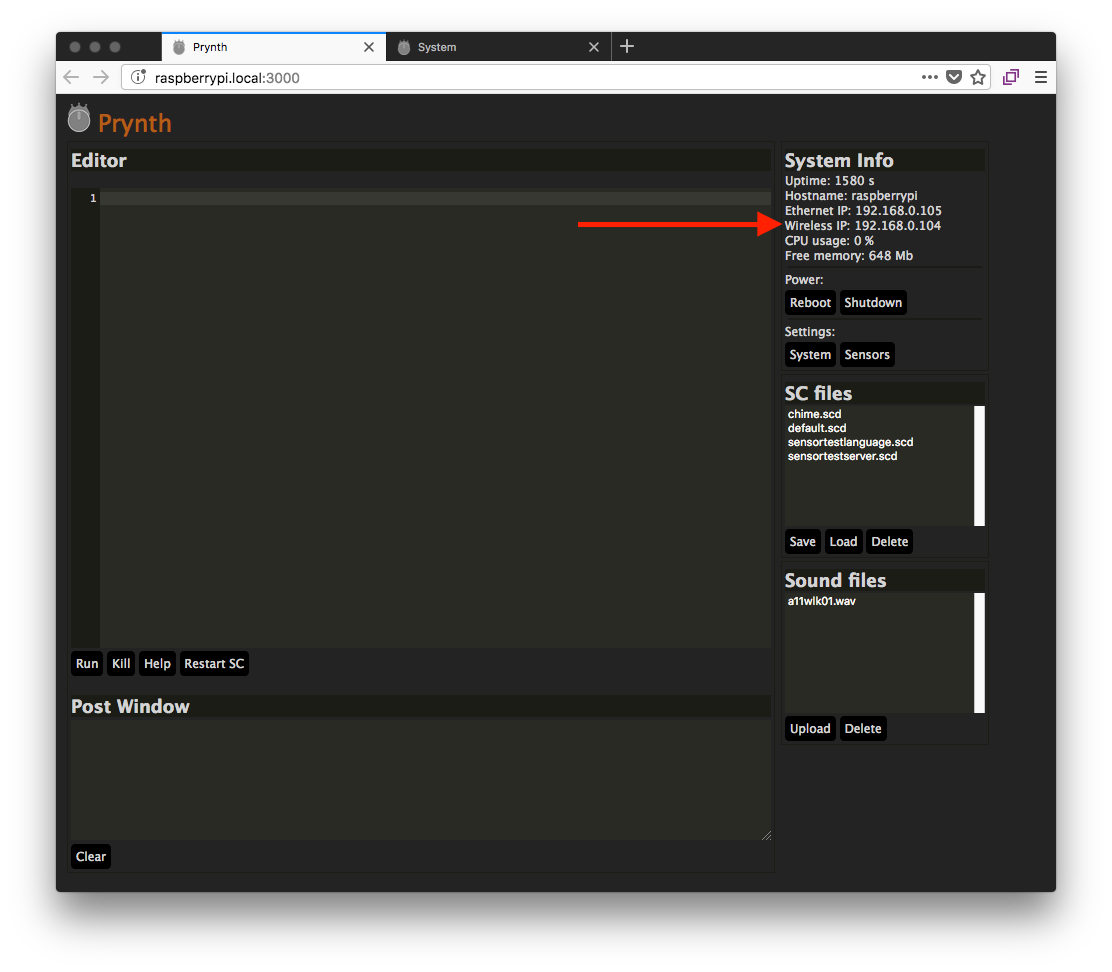 Prynth
System
raspberrypi.local:3000
Prynth
Editor
1
Run Kill Help Restart SC
Post Window
Clear
System Info
Uptime: 1580 s
Hostname: raspberrypi
Ethernet IP: 192.168.0.105
Wireless IP: 192.168.0.104
CPU usage: 0 %
Free memory: 648 Mb
Power:
Reboot Shutdown
Settings:
System Sensors
SC files
chime.scd
default.scd
sensortestlanguage.scd
sensortestserver.scd
Save Load Delete
Sound files
a11wlk01.wav
Upload Delete